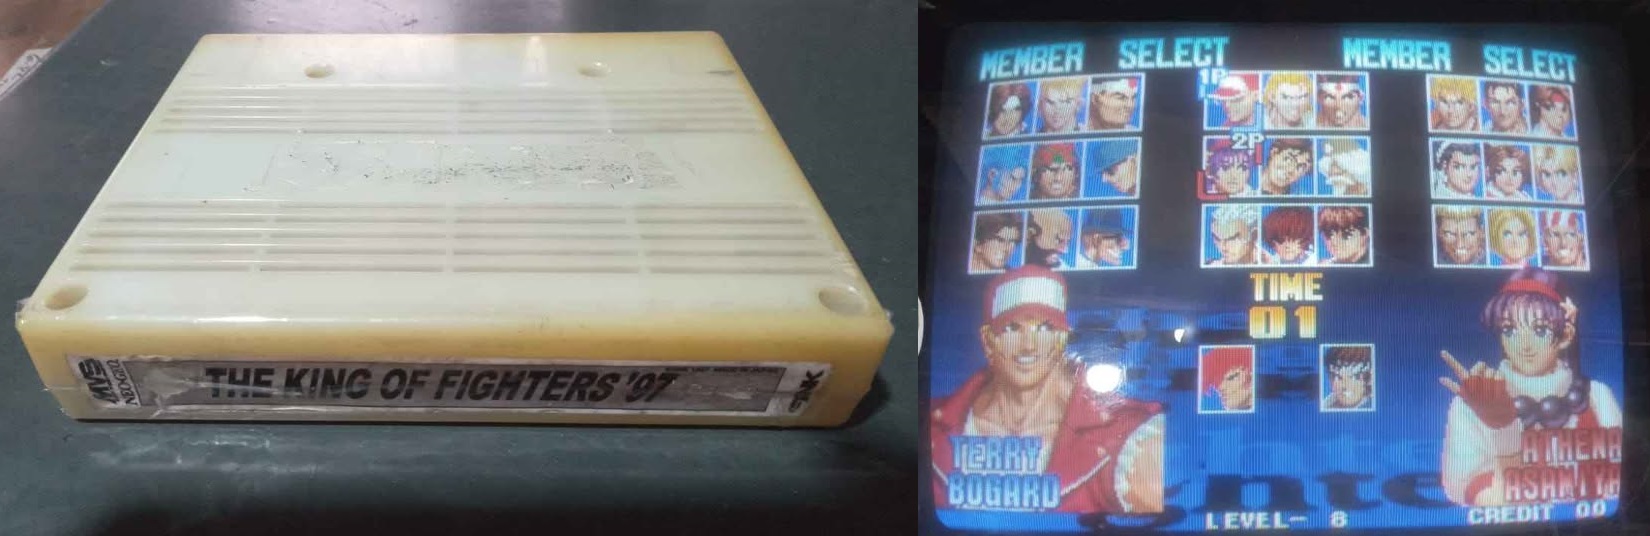 MVS
NEOGEO
THE KING OF FIGHTERS '97
SNK
MEMBER SELECT
MEMBER SELECT
1P
2P
TIME
01
TERRY
BOGARD
ATHENA
ASAMIYA
LEVEL- 8
CREDIT 00